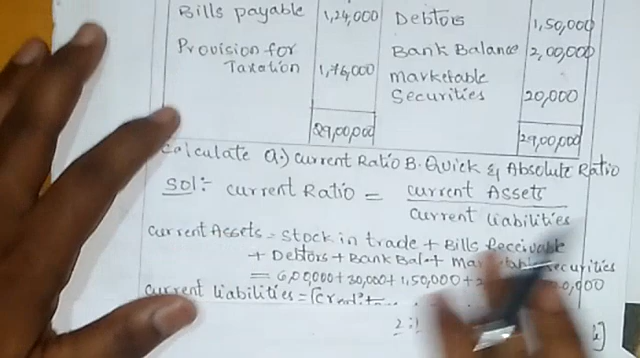 Bills payable 1,24,000 Debtors 1,50,000
Provision for Bank Balance 2,00,000
Taxation 1,76,000 marketable
Securities 20,000
29,00,000 29,00,000
Calculate a:) current Ratio B. Quick & Absolute Ratio
Sol:- current Ratio = current Assets
current liabilities
current Assets = stock in trade + Bills Receivable
+ Debtors + Bank Bal + securities
= 6,00,000 + 30,000 + 1,50,000 +
current liabilities =
2:1